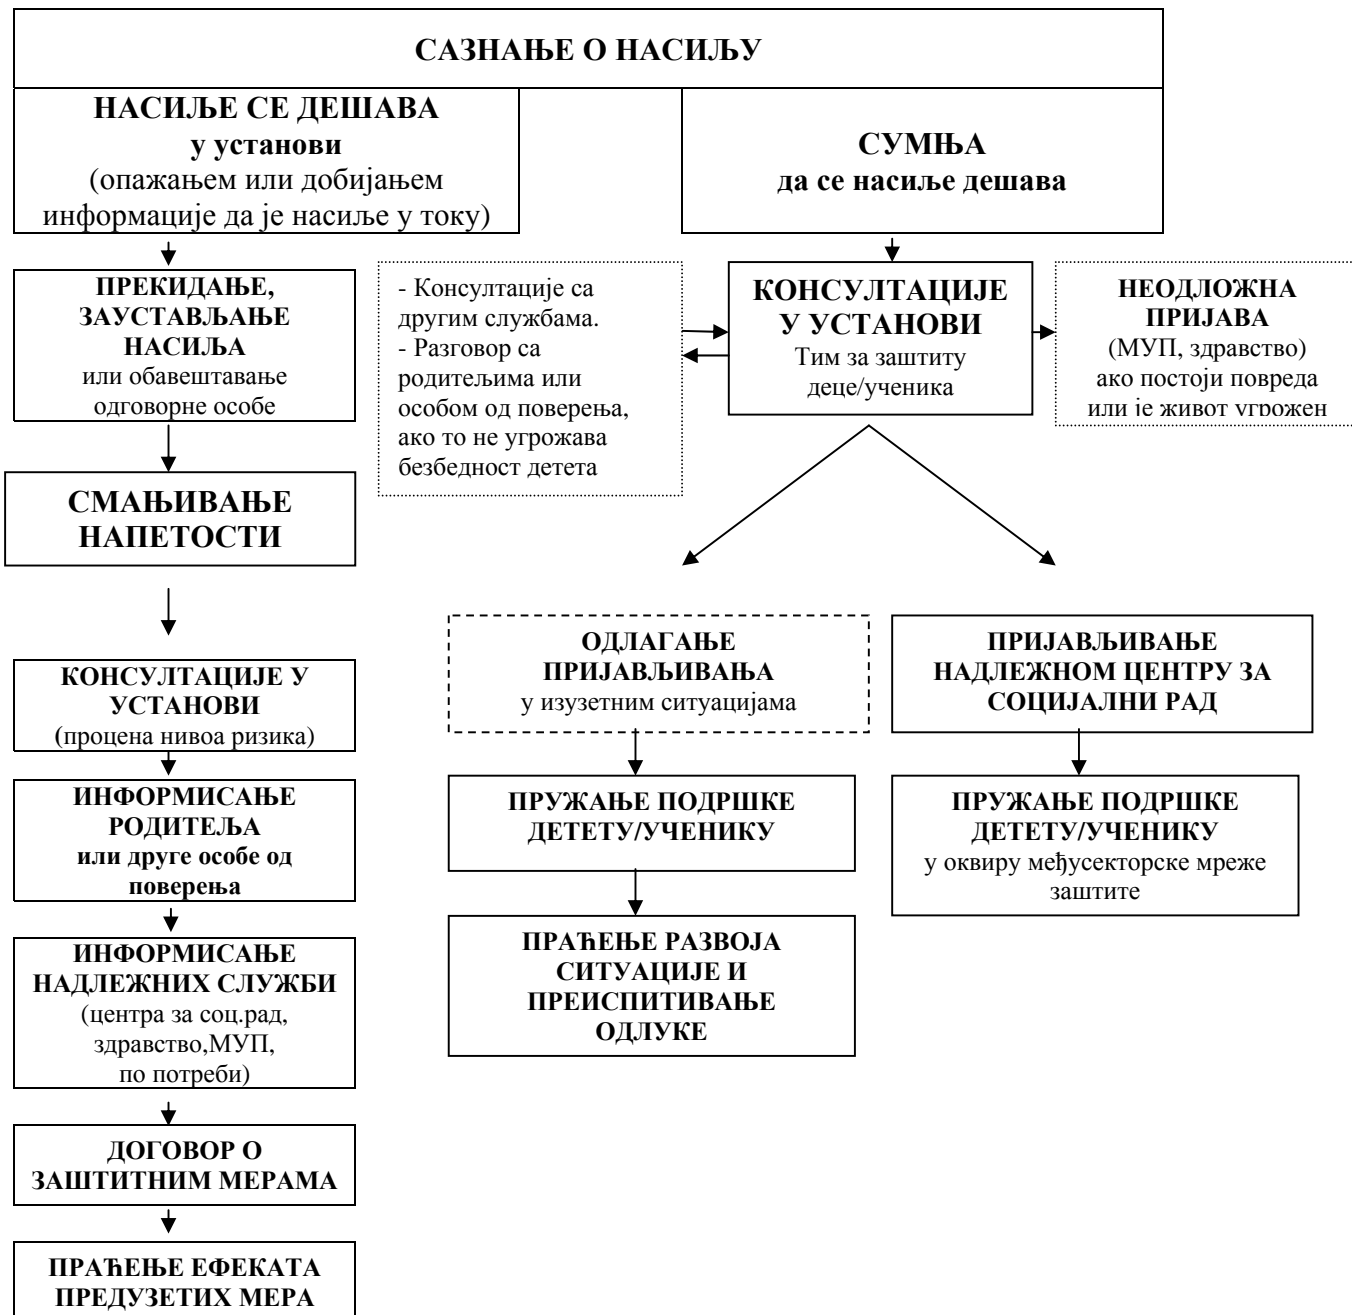 САЗНАЊЕ О НАСИЉУ
НАСИЉЕ СЕ ДЕШАВА
у установи
(опажањем или добијањем
информације да је насиље у току)
СУМЊА
да се насиље дешава
ПРЕКИДАЊЕ,
ЗАУСТАВЉАЊЕ
НАСИЉА
или обавештавање
одговорне особе
- Консултације са
другим службама.
- Разговор са
родитељима или
особом од поверења,
ако то не угрожава
безбедност детета
КОНСУЛТАЦИЈЕ
У УСТАНОВИ
Тим за заштиту
деце/ученика
НЕОДЛОЖНА
ПРИЈАВА
(МУП, здравство)
ако постоји повреда
или је живот угрожен
СМАЊИВАЊЕ
НАПЕТОСТИ
КОНСУЛТАЦИЈЕ У
УСТАНОВИ
(процена нивоа ризика)
ОДЛАГАЊЕ
ПРИЈАВЉИВАЊА
у изузетним ситуацијама
ПРИЈАВЉИВАЊЕ
НАДЛЕЖНОМ ЦЕНТРУ ЗА
СОЦИЈАЛНИ РАД
ИНФОРМИСАЊЕ
РОДИТЕЉА
или друге особе од
поверења
ПРУЖАЊЕ ПОДРШКЕ
ДЕТЕТУ/УЧЕНИКУ
ПРУЖАЊЕ ПОДРШКЕ
ДЕТЕТУ/УЧЕНИКУ
у оквиру међусекторске мреже
заштите
ИНФОРМИСАЊЕ
НАДЛЕЖНИХ СЛУЖБИ
(центра за соц.рад,
здравство,МУП,
по потреби)
ПРАЋЕЊЕ РАЗВОЈА
СИТУАЦИЈЕ И
ПРЕИСПИТИВАЊЕ
ОДЛУКЕ
ДОГОВОР О
ЗАШТИТНИМ МЕРАМА
ПРАЋЕЊЕ ЕФЕКАТА
ПРЕДУЗЕТИХ МЕРА